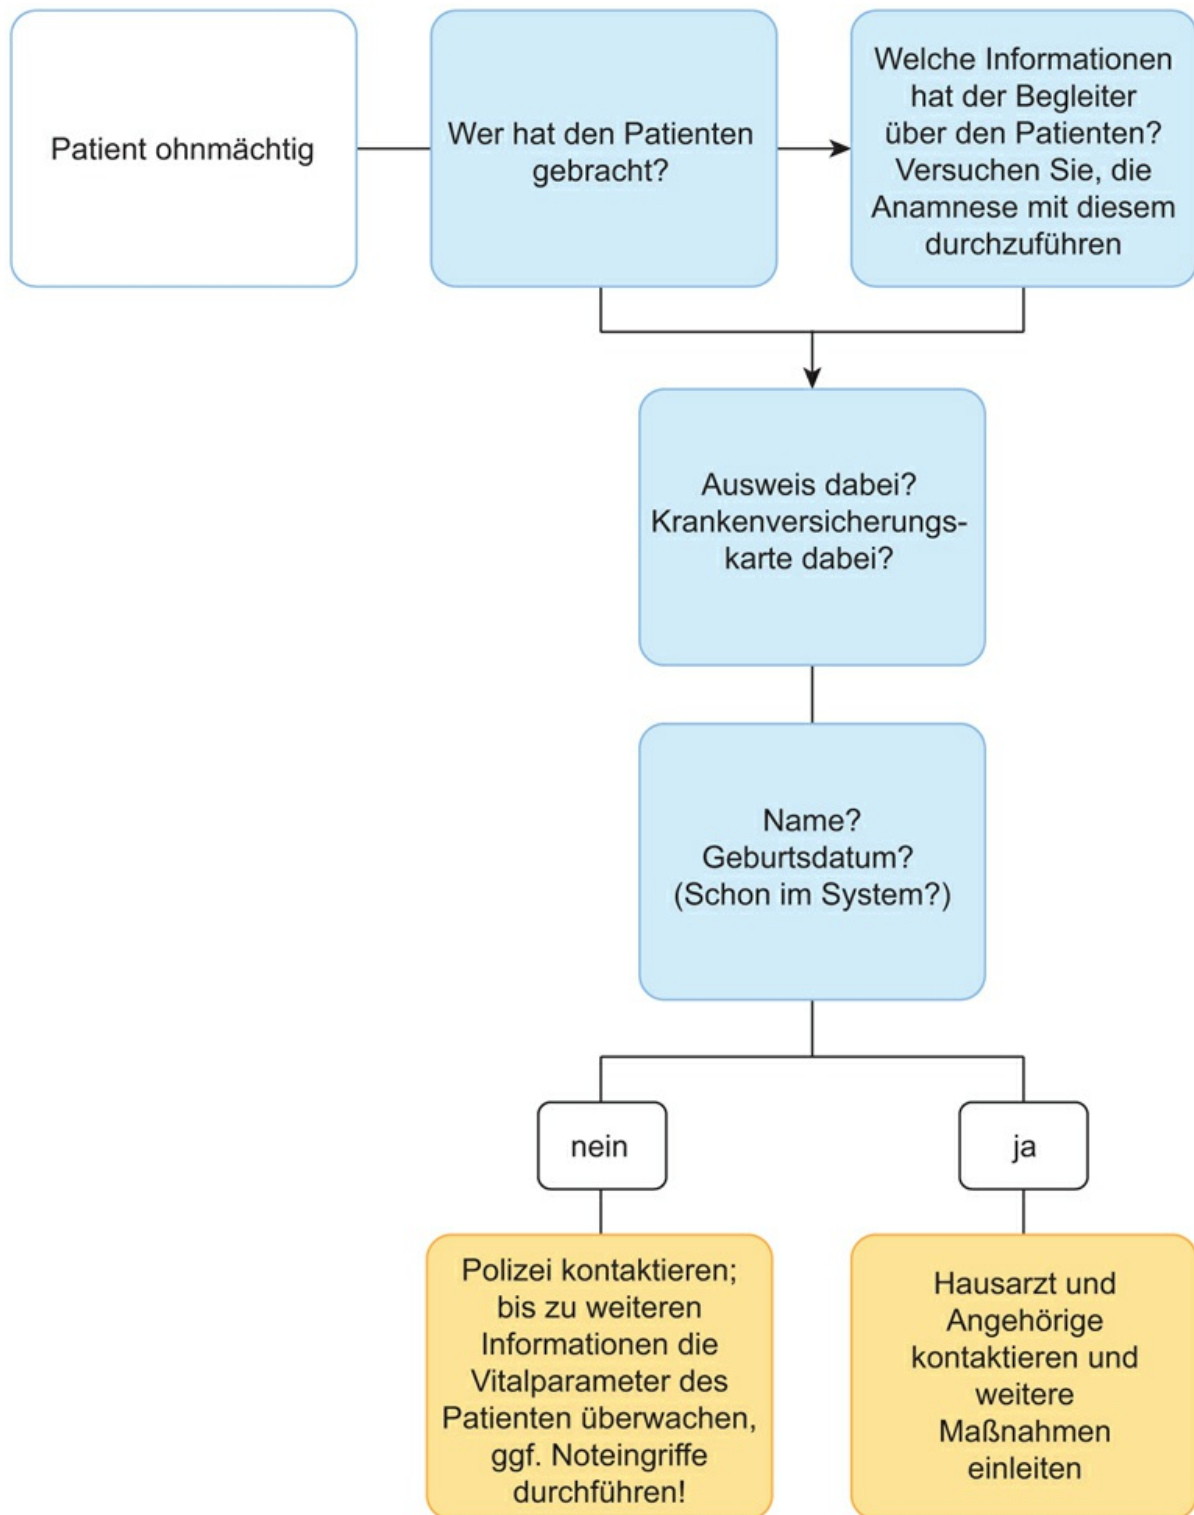 Patient ohnmächtig
Wer hat den Patienten
gebracht?
Welche Informationen
hat der Begleiter
über den Patienten?
Versuchen Sie, die
Anamnese mit diesem
durchzuführen
Ausweis dabei?
Krankenversicherungs-
karte dabei?
Name?
Geburtsdatum?
(Schon im System?)
nein
ja
Polizei kontaktieren;
bis zu weiteren
Informationen die
Vitalparameter des
Patienten überwachen,
ggf. Noteingriffe
durchführen!
Hausarzt und
Angehörige
kontaktieren und
weitere
Maßnahmen
einleiten